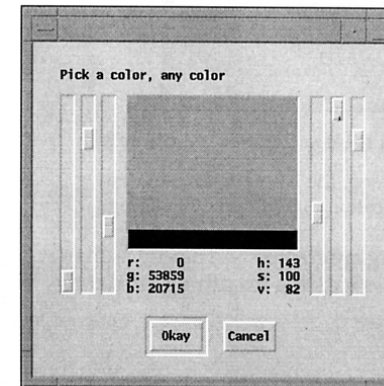 Pick a color, any color
r: 0 h: 143
g: 53859 s: 100
b: 20715 v: 82
Okay Cancel